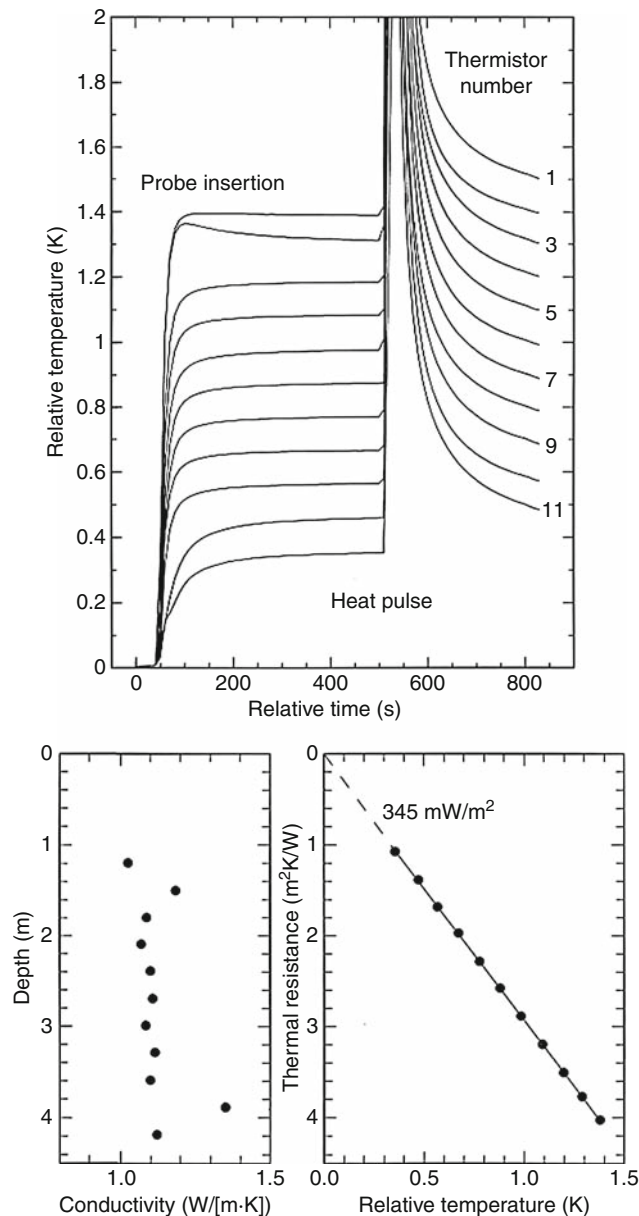 2
1.8
1.6
1.4
1.2
1
0.8
0.6
0.4
0.2
0
Relative temperature (K)
Thermistor
number
Probe insertion
1
3
5
7
9
11
Heat pulse
0 200 400 600 800
Relative time (s)
0
1
2
3
4
Depth (m)
1.0 1.5
Conductivity (W/[m·K])
0
1
2
3
4
Thermal resistance (m²K/W)
345 mW/m²
0.0 0.5 1.0 1.5
Relative temperature (K)